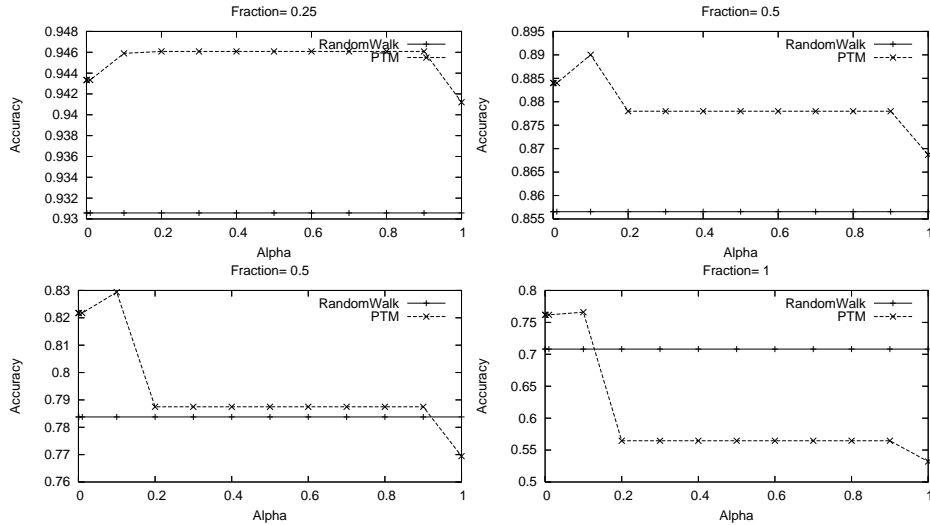 Fraction= 0.25
0.948
0.946
0.944
0.942
0.94
0.938
0.936
0.934
0.932
0.93
Accuracy
RandomWalk
PTM
0 0.2 0.4 0.6 0.8 1
Alpha
Fraction= 0.5
0.895
0.89
0.885
0.88
0.875
0.87
0.865
0.86
0.855
Accuracy
RandomWalk
PTM
0 0.2 0.4 0.6 0.8 1
Alpha
Fraction= 0.5
0.83
0.82
0.81
0.8
0.79
0.78
0.77
0.76
Accuracy
RandomWalk
PTM
0 0.2 0.4 0.6 0.8 1
Alpha
Fraction= 1
0.8
0.75
0.7
0.65
0.6
0.55
0.5
Accuracy
RandomWalk
PTM
0 0.2 0.4 0.6 0.8 1
Alpha